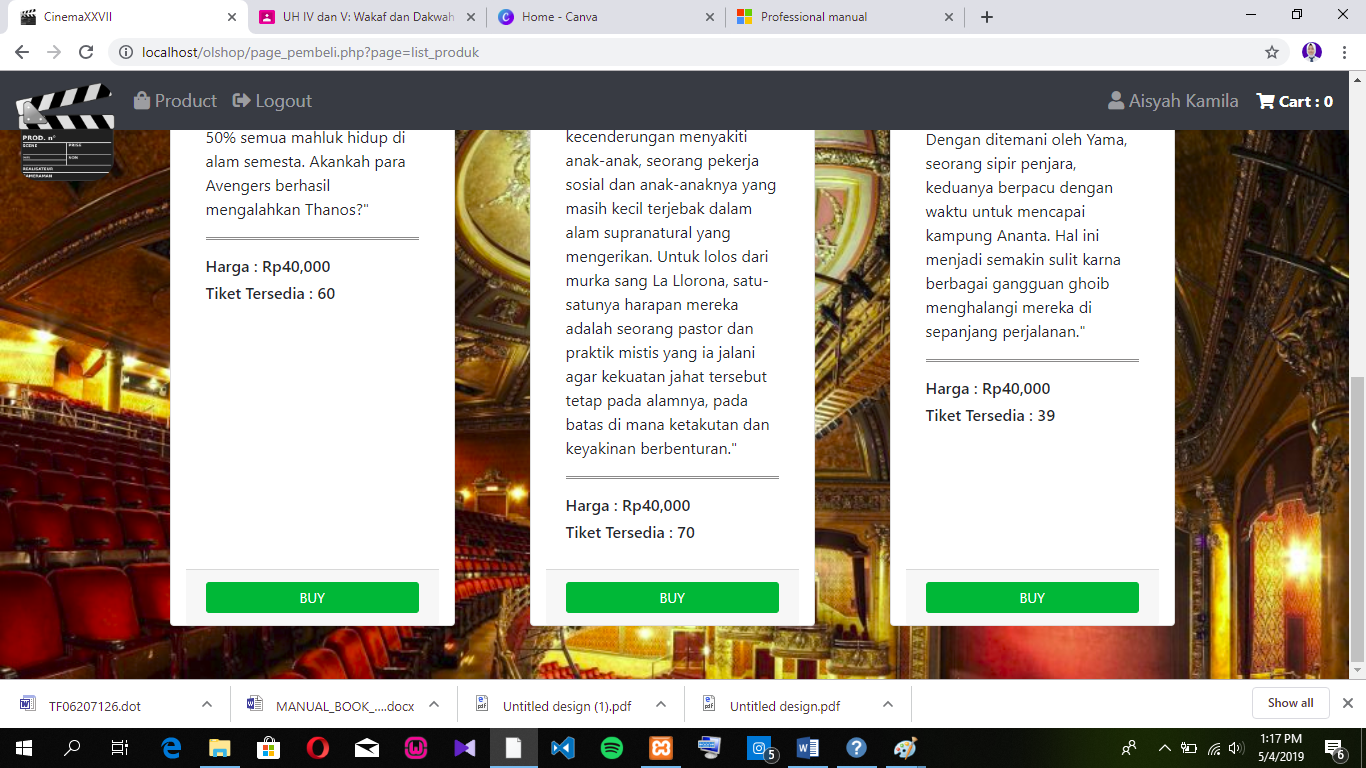 CinemaXXVII
UH IV dan V: Wakaf dan Dakwah
Home - Canva
Professional manual
localhost/olshop/page_pembeli.php?page=list_produk
Product
Logout
Aisyah Kamila
Cart : 0
PROD. n°
SCENE
PRISE
REALISATEUR
CAMERAMAN
50% semua mahluk hidup di
alam semesta. Akankah para
Avengers berhasil
mengalahkan Thanos?"
Harga : Rp40,000
Tiket Tersedia : 60
BUY
kecenderungan menyakiti
anak-anak, seorang pekerja
sosial dan anak-anaknya yang
masih kecil terjebak dalam
alam supranatural yang
mengerikan. Untuk lolos dari
murka sang La Llorona, satu-
satunya harapan mereka
adalah seorang pastor dan
praktik mistis yang ia jalani
agar kekuatan jahat tersebut
tetap pada alamnya, pada
batas di mana ketakutan dan
keyakinan berbenturan."
Harga : Rp40,000
Tiket Tersedia : 70
BUY
Dengan ditemani oleh Yama,
seorang sipir penjara,
keduanya berpacu dengan
waktu untuk mencapai
kampung Ananta. Hal ini
menjadi semakin sulit karna
berbagai gangguan ghoib
menghalangi mereka di
sepanjang perjalanan."
Harga : Rp40,000
Tiket Tersedia : 39
BUY
TF06207126.dot
MANUAL_BOOK_....docx
Untitled design (1).pdf
Untitled design.pdf
Show all
5
1:17 PM
5/4/2019
6